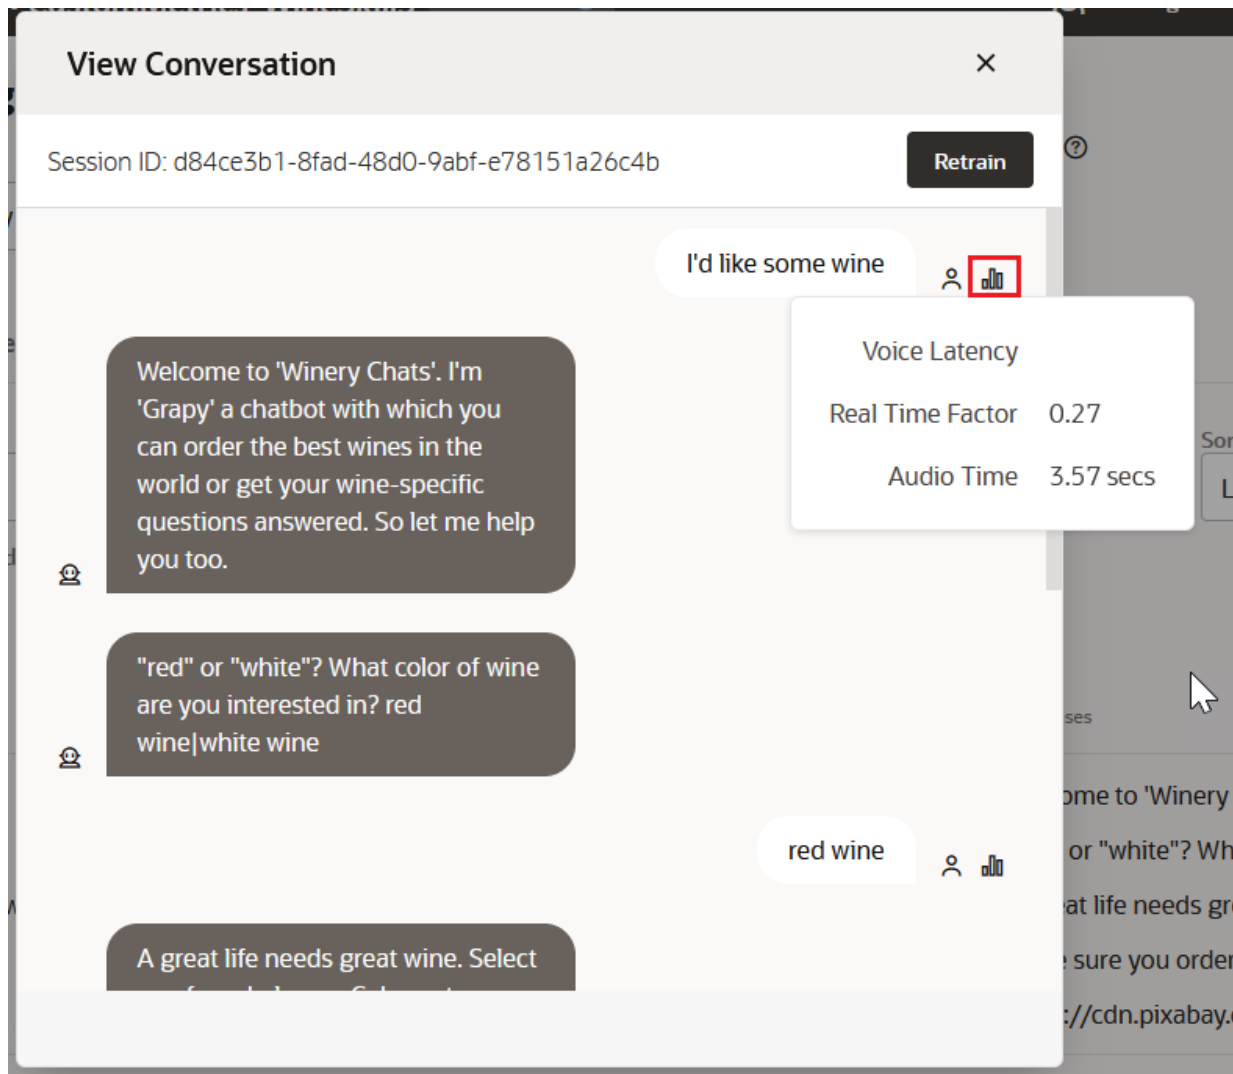 View Conversation
Session ID: d84ce3b1-8fad-48d0-9abf-e78151a26c4b
Retrain
I'd like some wine
Voice Latency
Real Time Factor 0.27
Audio Time 3.57 secs
Welcome to 'Winery Chats'. I'm
'Grapy' a chatbot with which you
can order the best wines in the
world or get your wine-specific
questions answered. So let me help
you too.
"red" or "white"? What color of wine
are you interested in? red
wine|white wine
red wine
A great life needs great wine. Select
ome to 'Winery
or "white"? Wh
at life needs gr
sure you order
://cdn.pixabay.